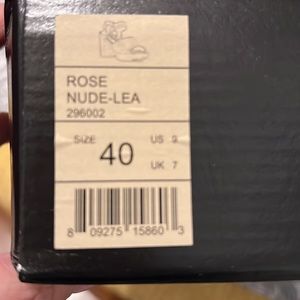 ROSE
NUDE-LEA
296002
SIZE 40 US 9
UK 7
8 09275 15860 3